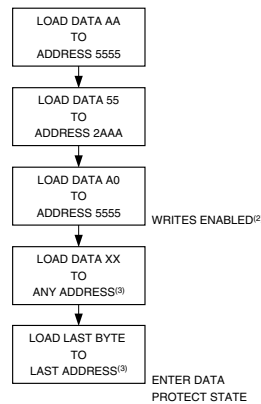 LOAD DATA AA
TO
ADDRESS 5555
LOAD DATA 55
TO
ADDRESS 2AAA
LOAD DATA A0
TO
ADDRESS 5555
WRITES ENABLED(2
LOAD DATA XX
TO
ANY ADDRESS(3)
LOAD LAST BYTE
TO
LAST ADDRESS(3)
ENTER DATA
PROTECT STATE